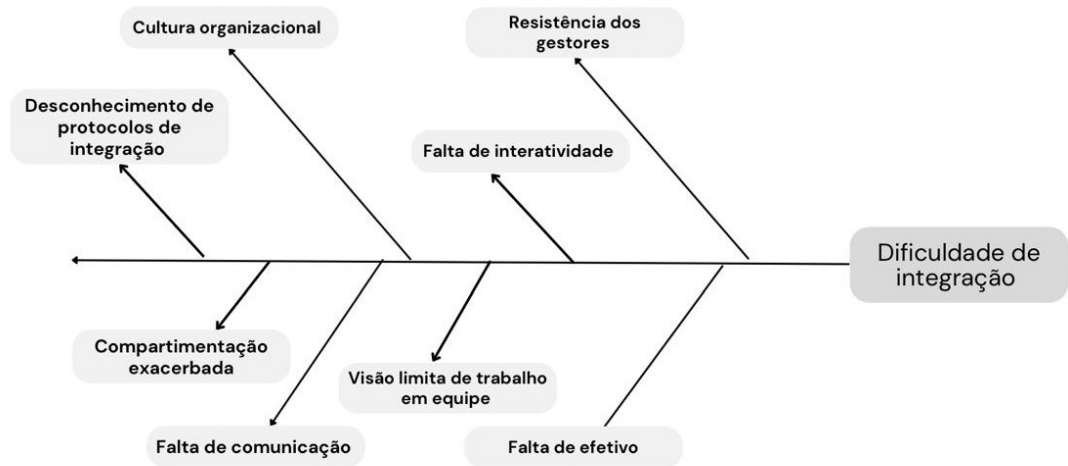 Cultura organizacional
Resistência dos
gestores
Desconhecimento de
protocolos de
integração
Falta de interatividade
Dificuldade de
integração
Compartimentação
exacerbada
Visão limita de trabalho
em equipe
Falta de comunicação
Falta de efetivo